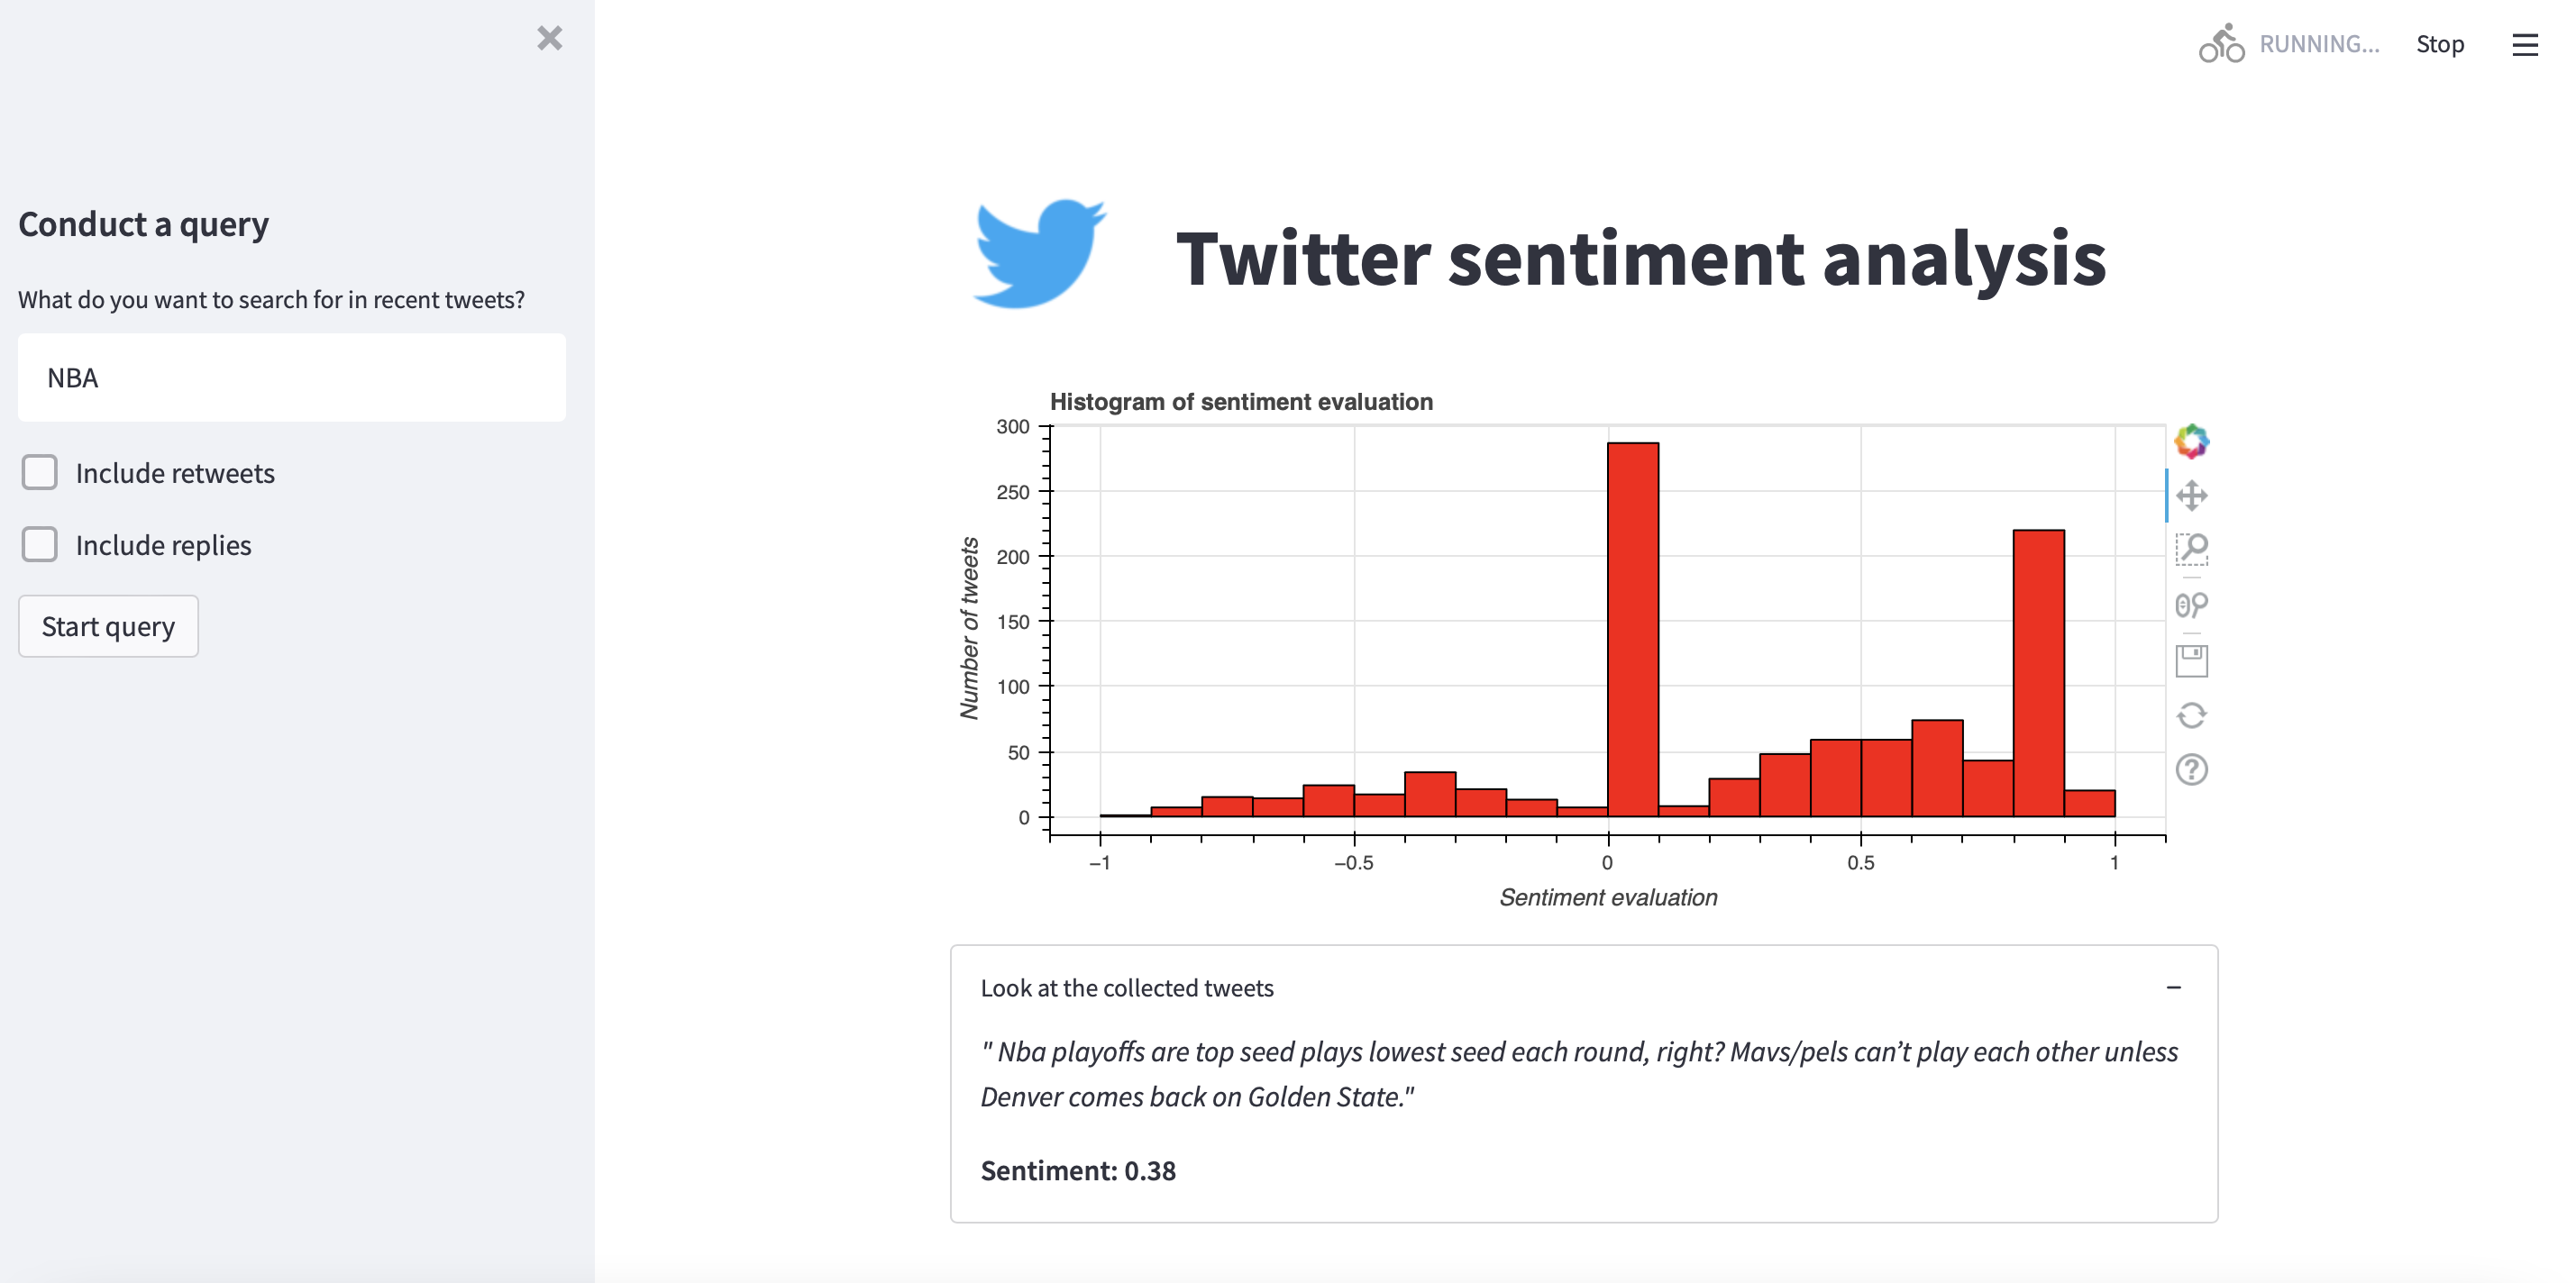 RUNNING... Stop
Conduct a query
What do you want to search for in recent tweets?
NBA
Include retweets
Include replies
Start query
Twitter sentiment analysis
Histogram of sentiment evaluation
300
250
200
150
100
50
0
Number of tweets
−1 −0.5 0 0.5 1
Sentiment evaluation
Look at the collected tweets
" Nba playoffs are top seed plays lowest seed each round, right? Mavs/pels can’t play each other unless
Denver comes back on Golden State."
Sentiment: 0.38